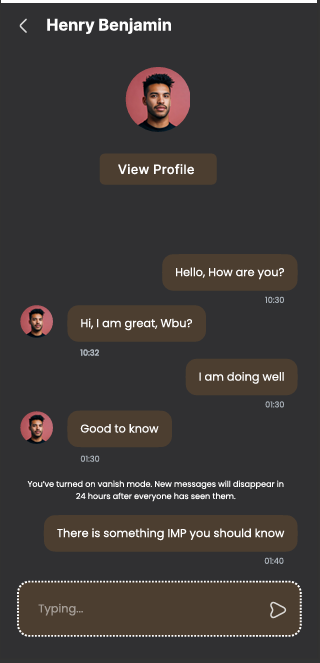 Henry Benjamin
View Profile
Hello, How are you?
10:30
Hi, I am great, Wbu?
10:32
I am doing well
01:30
Good to know
01:30
You've turned on vanish mode. New messages will disappear in
24 hours after everyone has seen them.
There is something IMP you should know
01:40
Typing...